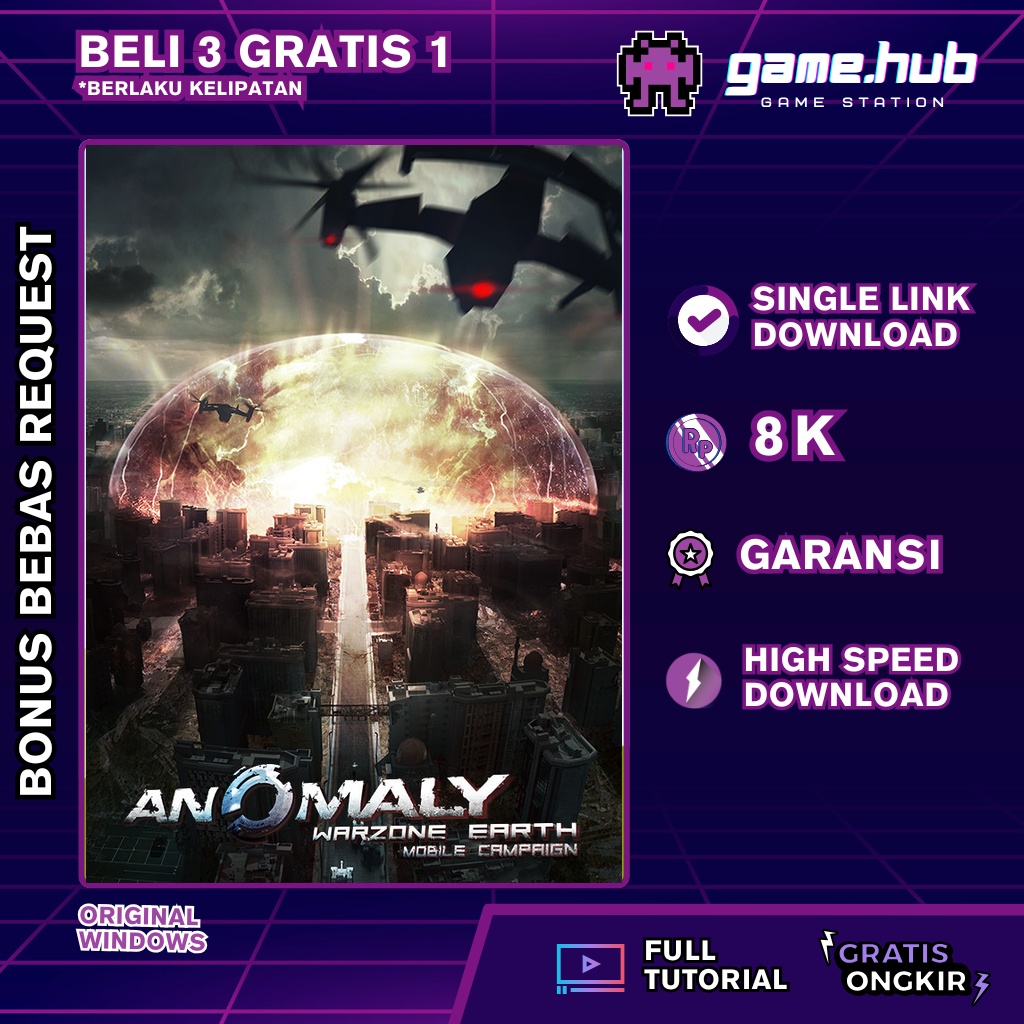 BELI 3 GRATIS 1
*BERLAKU KELIPATAN
game.hub
GAME STATION
BONUS BEBAS REQUEST
SINGLE LINK
DOWNLOAD
Rp
8K
GARANSI
HIGH SPEED
DOWNLOAD
ANOMALY
WARZONE EARTH
MOBILE CAMPAIGN
ORIGINAL
WINDOWS
FULL
TUTORIAL
GRATIS
ONGKIR